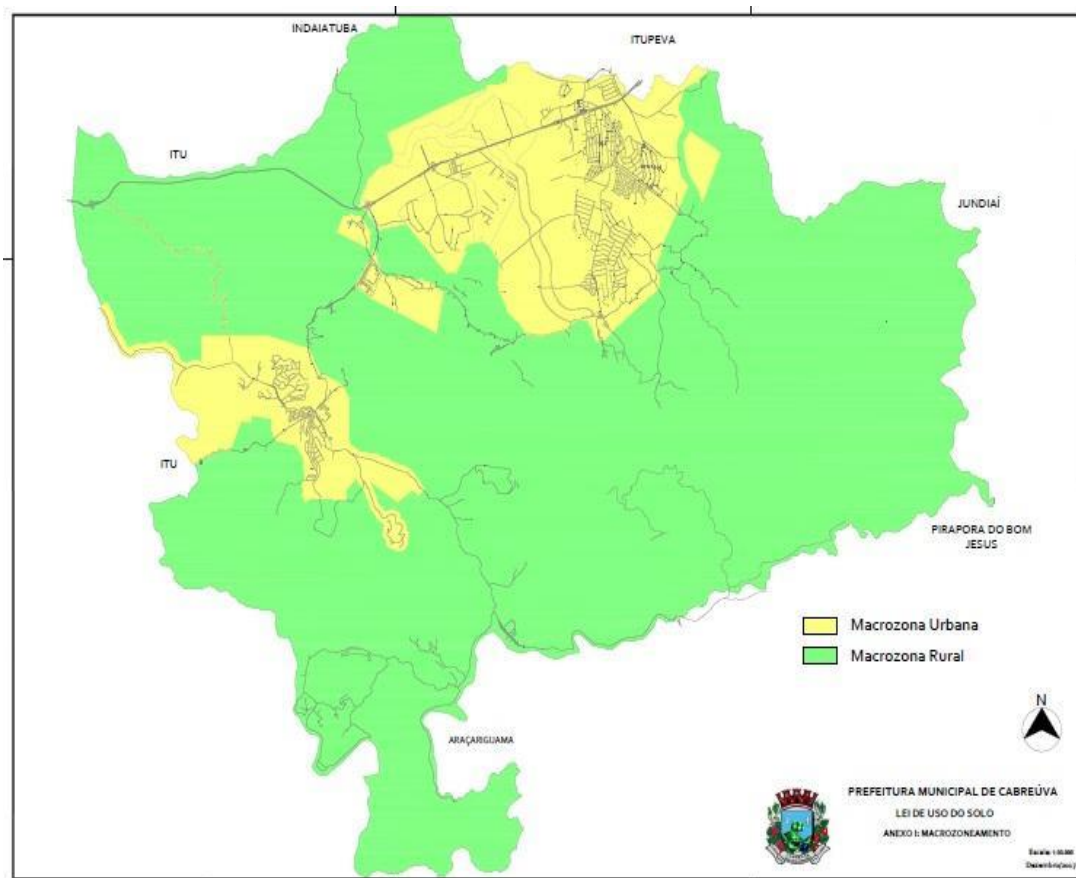 INDAIATUBA
ITUPEVA
ITU
JUNDIAÍ
ITU
PIRAPORA DO BOM
JESUS
Macrozona Urbana
Macrozona Rural
N
ARAÇARIGUAMA
PREFEITURA MUNICIPAL DE CABREÚVA
LEI DE USO DO SOLO
ANEXO I: MACROZONEAMENTO